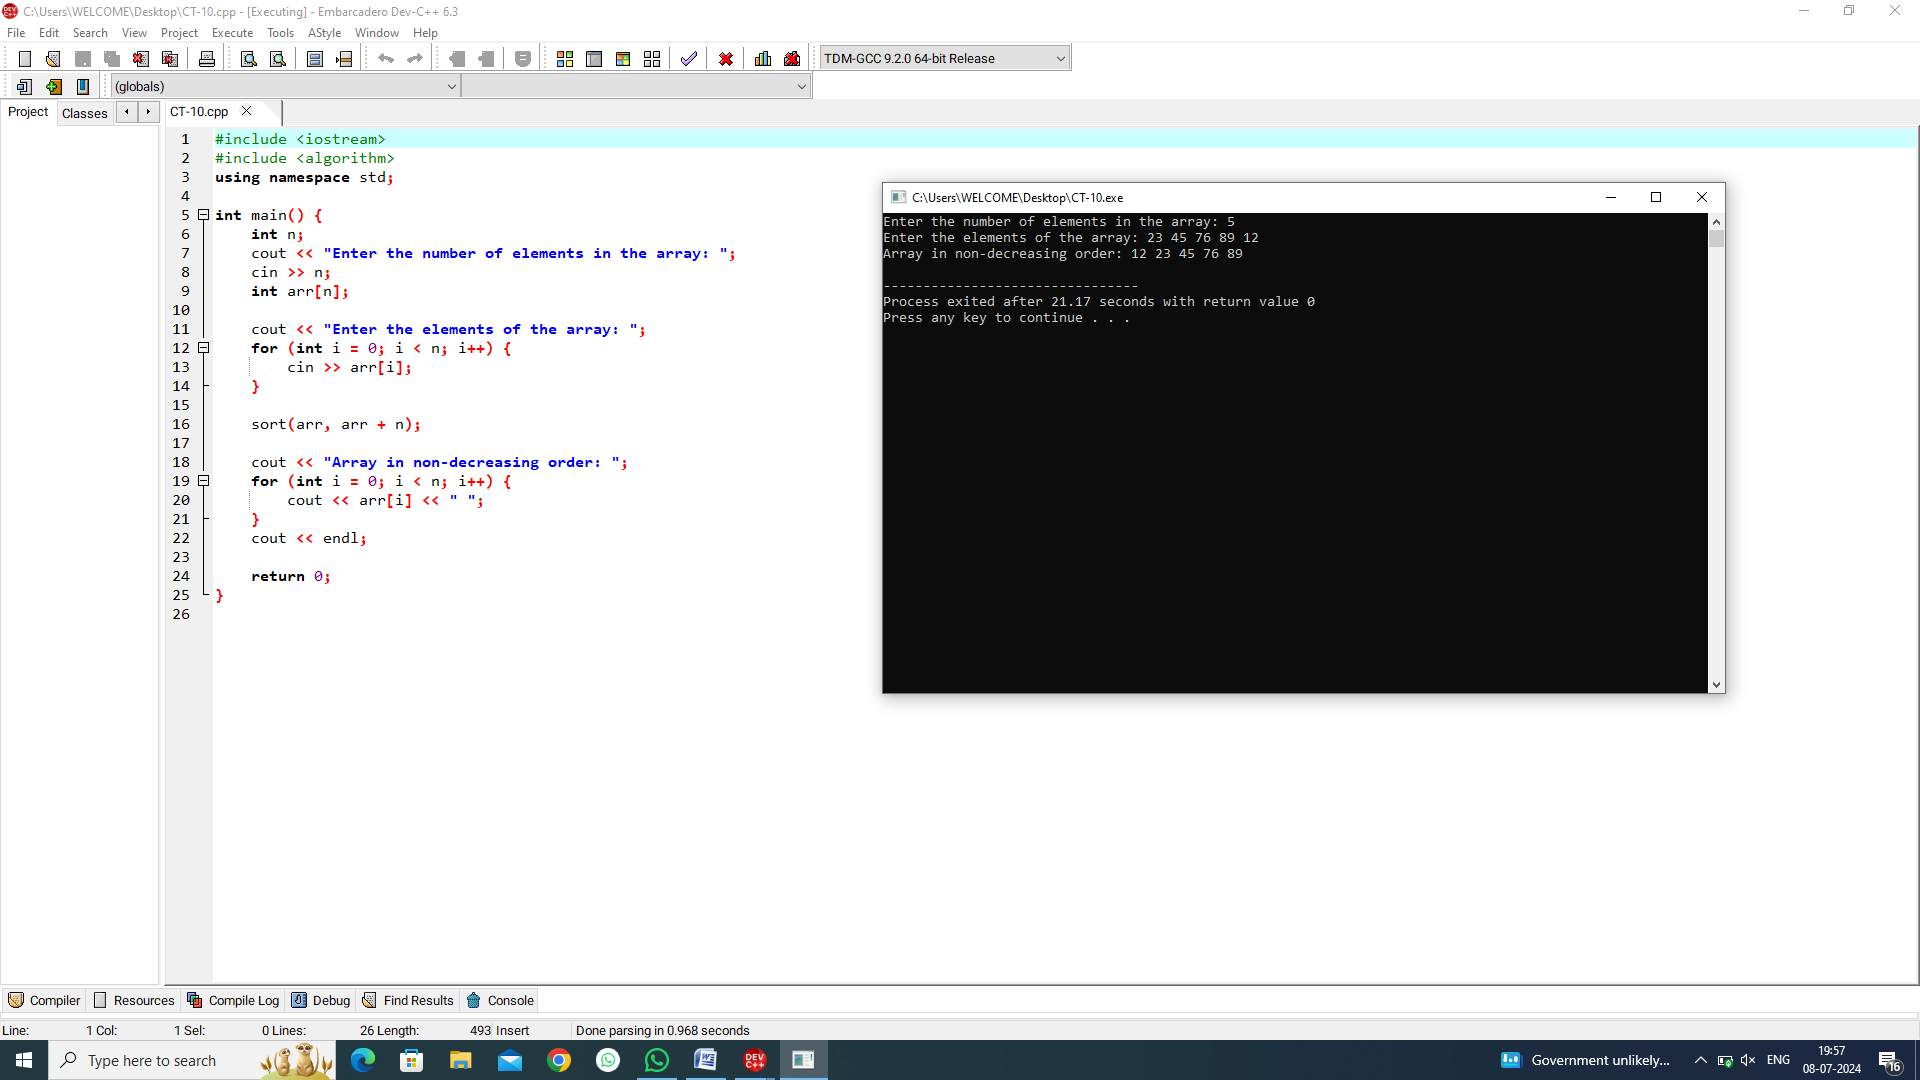 C:\Users\WELCOME\Desktop\CT-10.cpp - [Executing] - Embarcadero Dev-C++ 6.3
File Edit Search View Project Execute Tools AStyle Window Help
TDM-GCC 9.2.0 64-bit Release
(globals)
Project Classes CT-10.cpp
1 #include <iostream>
2 #include <algorithm>
3 using namespace std;
4
5 int main() {
6 int n;
7 cout << "Enter the number of elements in the array: ";
8 cin >> n;
9 int arr[n];
10
11 cout << "Enter the elements of the array: ";
12 for (int i = 0; i < n; i++) {
13 cin >> arr[i];
14 }
15
16 sort(arr, arr + n);
17
18 cout << "Array in non-decreasing order: ";
19 for (int i = 0; i < n; i++) {
20 cout << arr[i] << " ";
21 }
22 cout << endl;
23
24 return 0;
25 }
26
C:\Users\WELCOME\Desktop\CT-10.exe
Enter the number of elements in the array: 5
Enter the elements of the array: 23 45 76 89 12
Array in non-decreasing order: 12 23 45 76 89
--------------------------------
Process exited after 21.17 seconds with return value 0
Press any key to continue . . .
Compiler Resources Compile Log Debug Find Results Console
Line: 1 Col: 1 Sel: 0 Lines: 26 Length: 493 Insert Done parsing in 0.968 seconds
Type here to search DEV C++ Government unlikely... ENG 19:57
08-07-2024 16